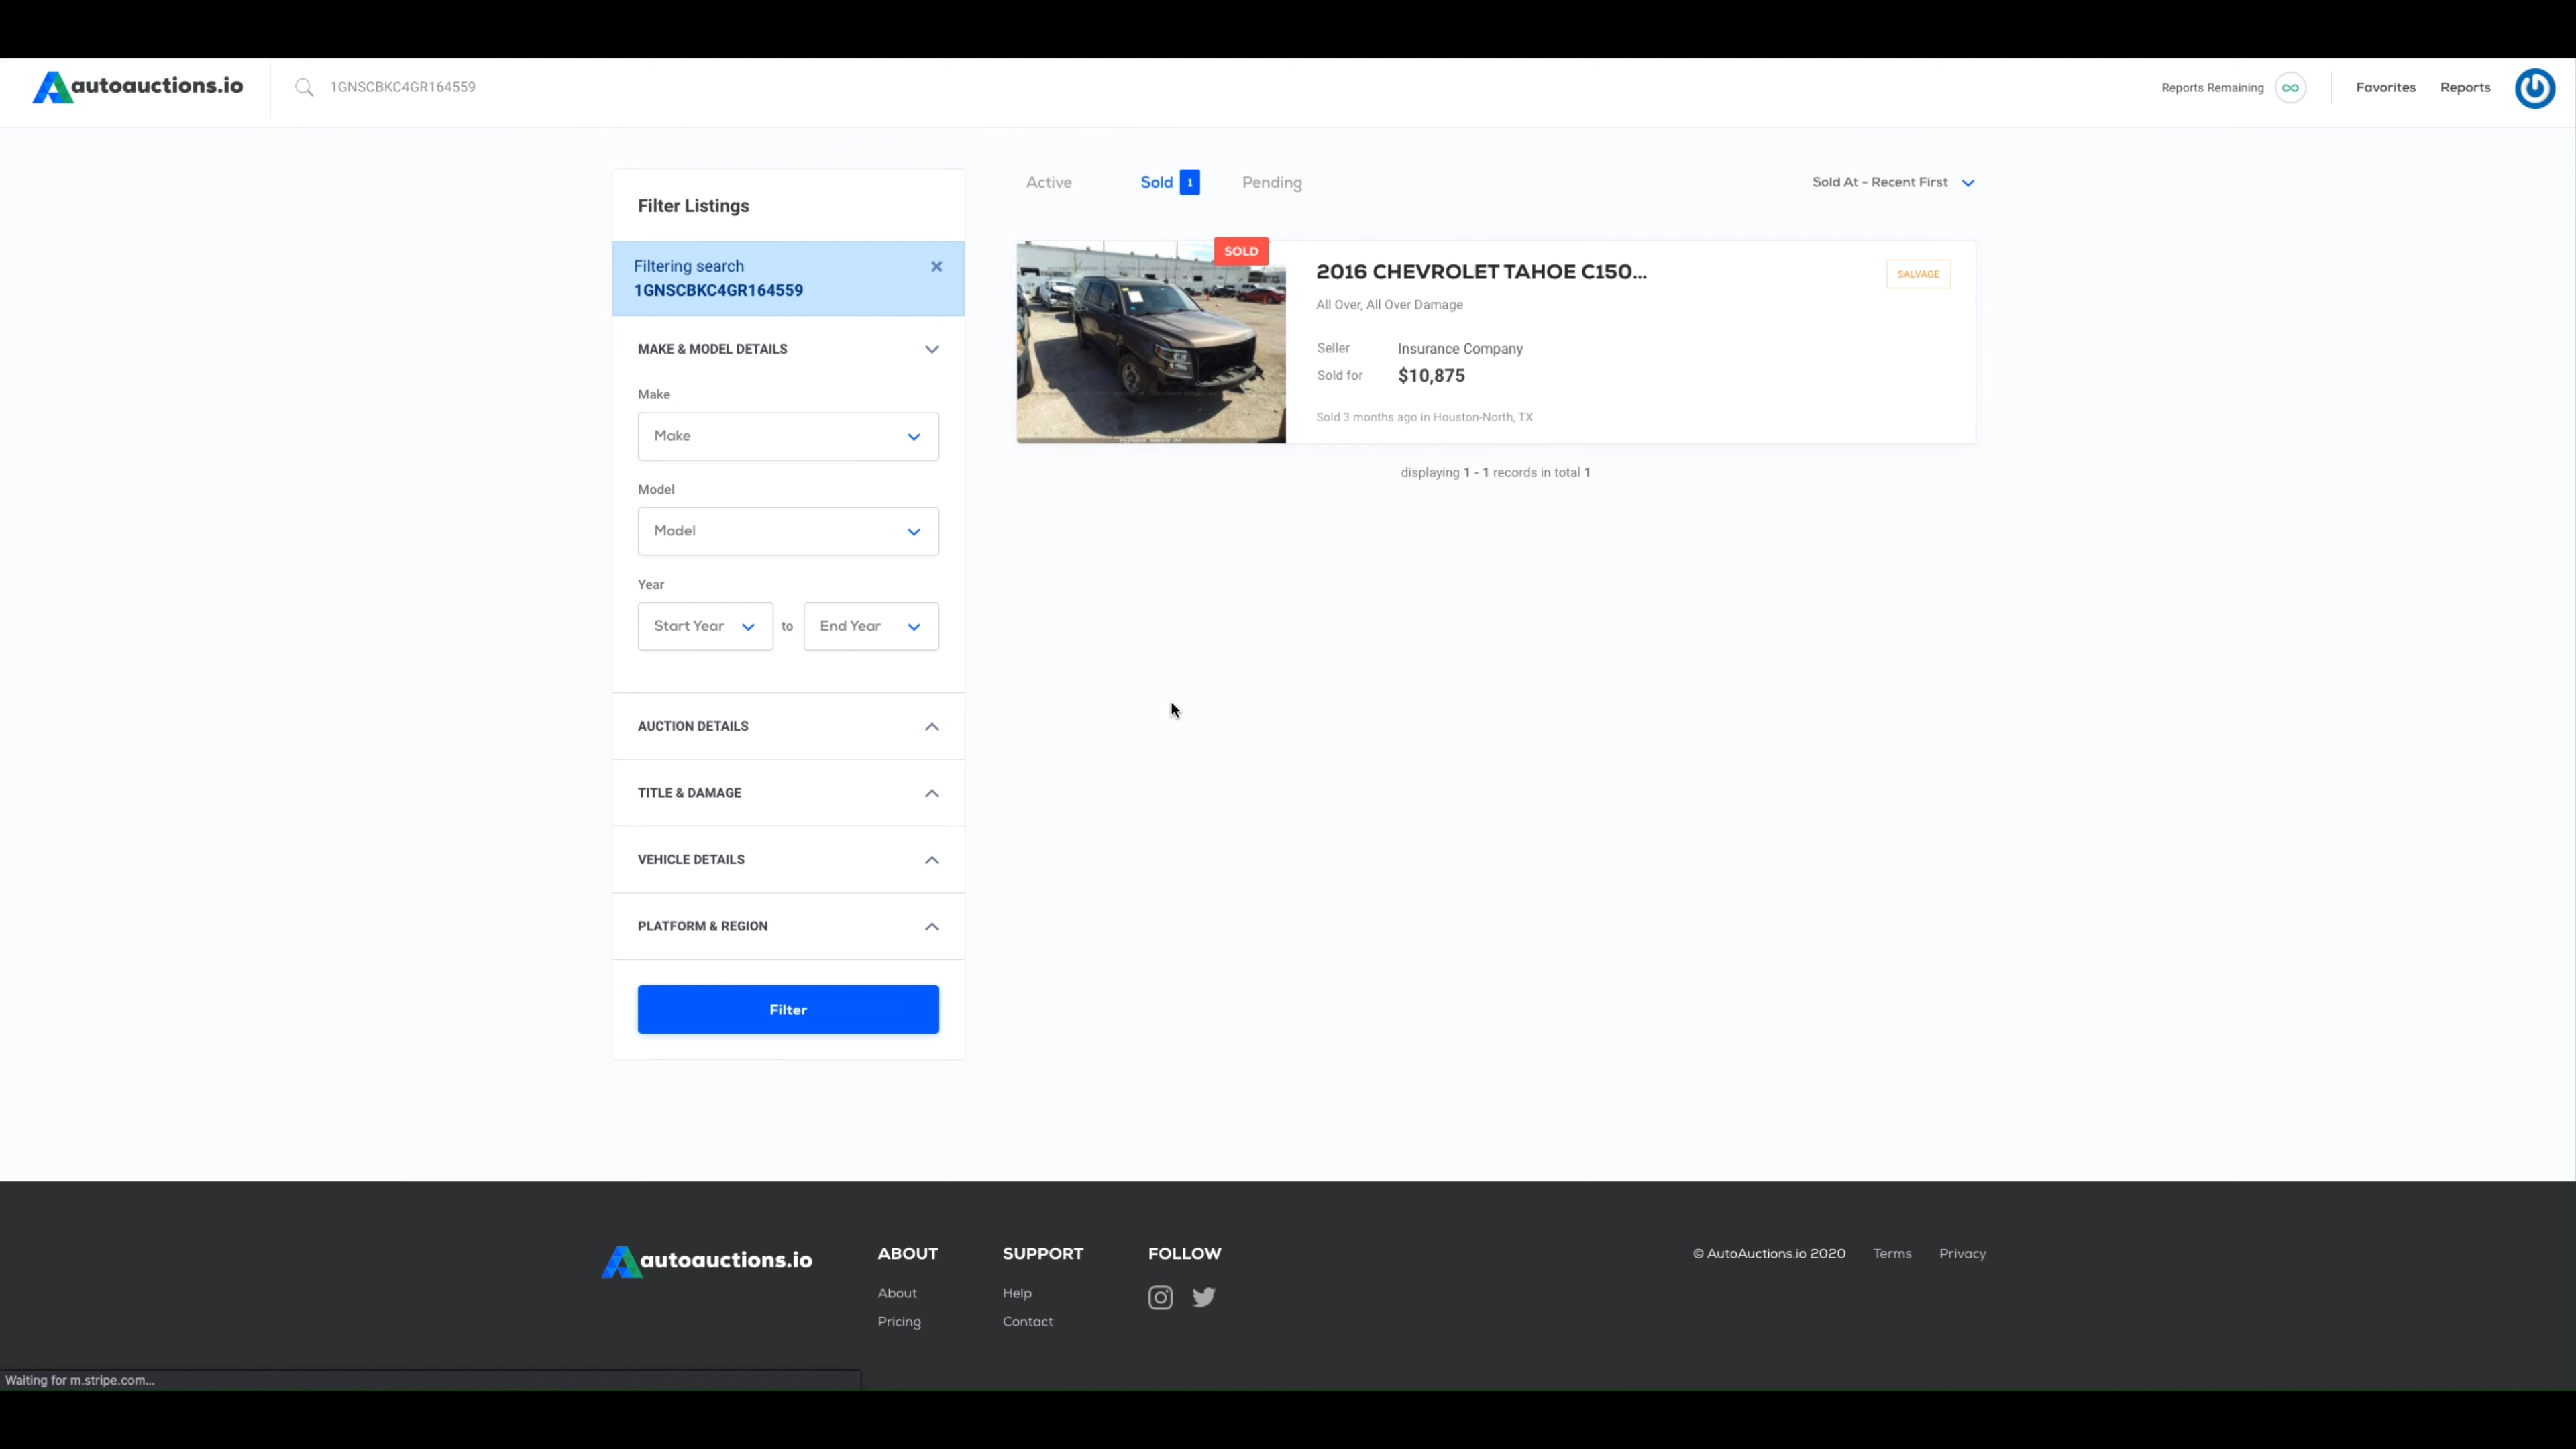 autoauctions.io
1GNSCBKC4GR164559
Reports Remaining
Favorites
Reports
Filter Listings
Filtering search
1GNSCBKC4GR164559
MAKE & MODEL DETAILS
Make
Make
Model
Model
Year
Start Year
to
End Year
AUCTION DETAILS
TITLE & DAMAGE
VEHICLE DETAILS
PLATFORM & REGION
Filter
Active
Sold 1
Pending
Sold At - Recent First
SOLD
2016 CHEVROLET TAHOE C150...
SALVAGE
All Over, All Over Damage
Seller Insurance Company
Sold for $10,875
Sold 3 months ago in Houston-North, TX
displaying 1 - 1 records in total 1
autoauctions.io
ABOUT
About
Pricing
SUPPORT
Help
Contact
FOLLOW
© AutoAuctions.io 2020
Terms
Privacy
Waiting for m.stripe.com...